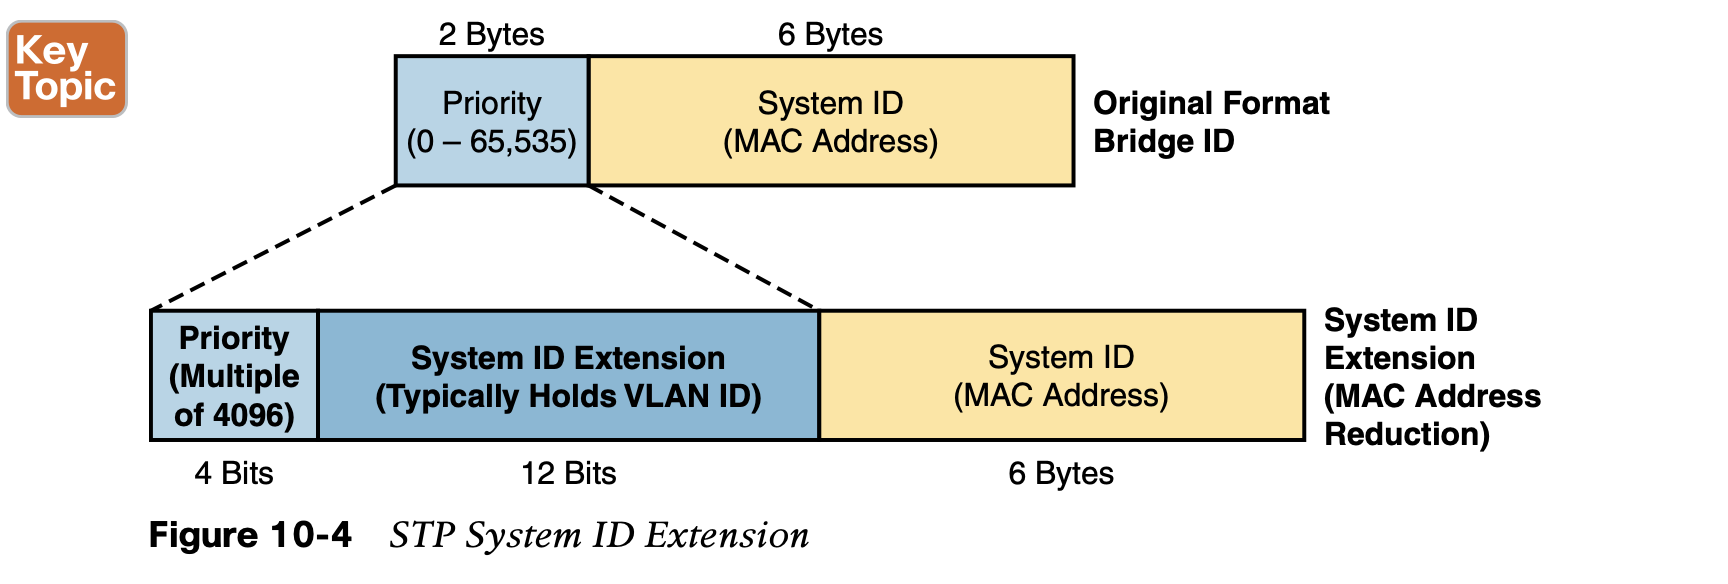 Key
Topic
2 Bytes
6 Bytes
Priority
(0 – 65,535)
System ID
(MAC Address)
Original Format
Bridge ID
Priority
(Multiple
of 4096)
System ID Extension
(Typically Holds VLAN ID)
System ID
(MAC Address)
System ID
Extension
(MAC Address
Reduction)
4 Bits
12 Bits
6 Bytes
Figure 10-4 STP System ID Extension